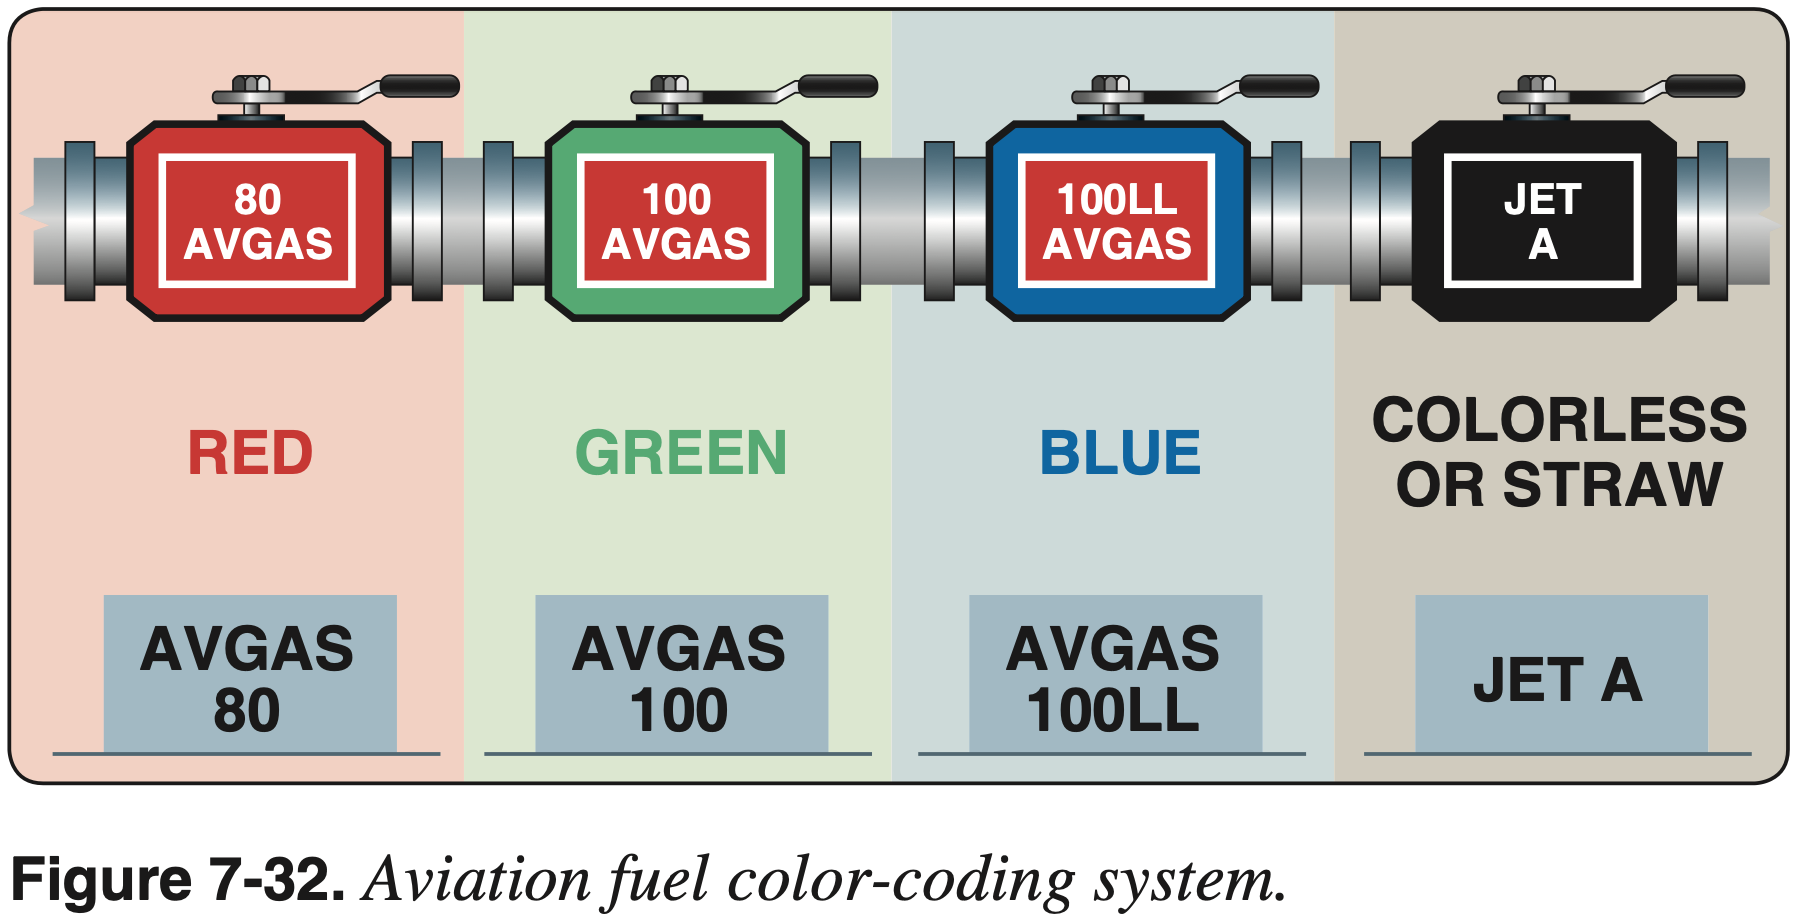 80
AVGAS
100
AVGAS
100LL
AVGAS
JET
A
RED
GREEN
BLUE
COLORLESS
OR STRAW
AVGAS
80
AVGAS
100
AVGAS
100LL
JET A
Figure 7-32. Aviation fuel color-coding system.